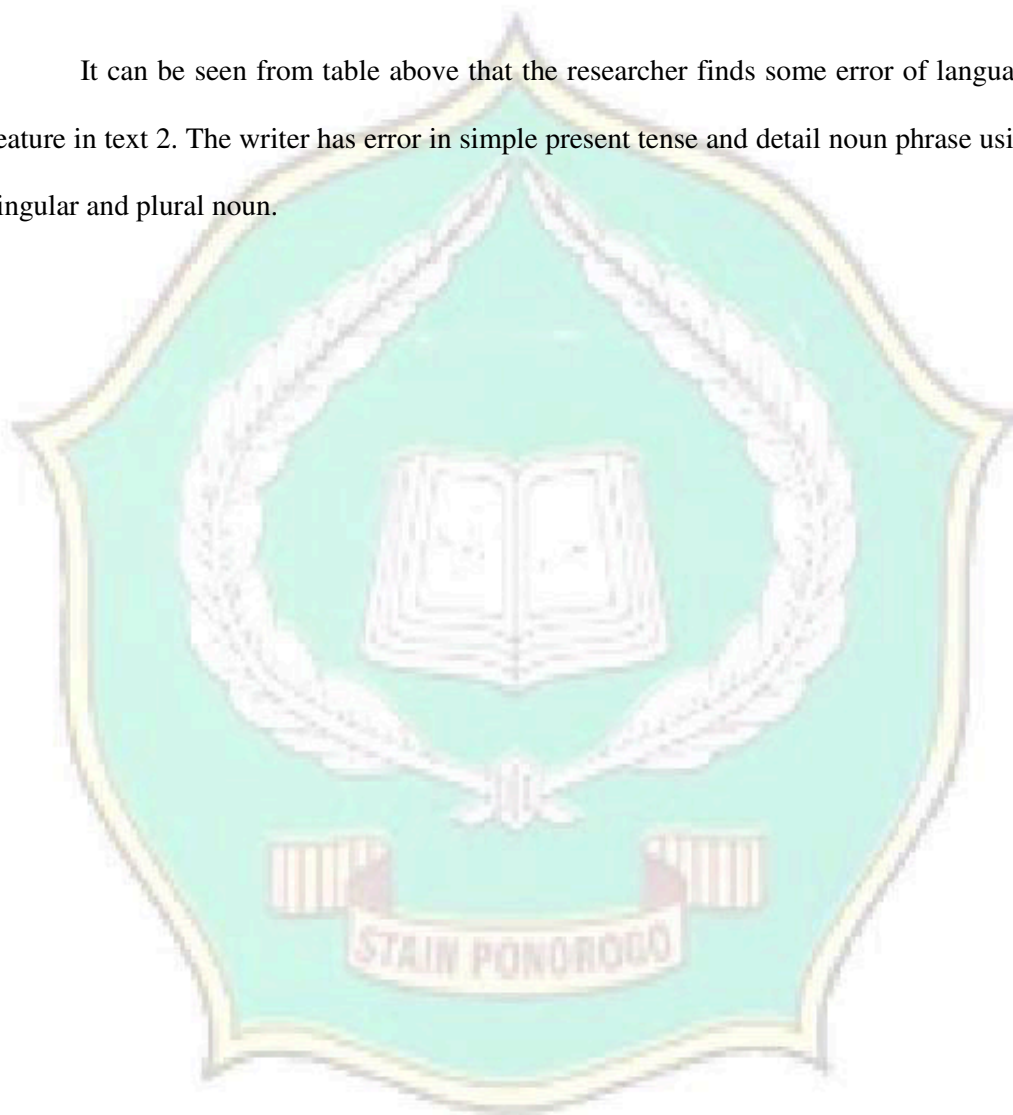 It can be seen from table above that the researcher finds some error of langua
eature in text 2. The writer has error in simple present tense and detail noun phrase usi
ingular and plural noun.
STAIN PONOROGO